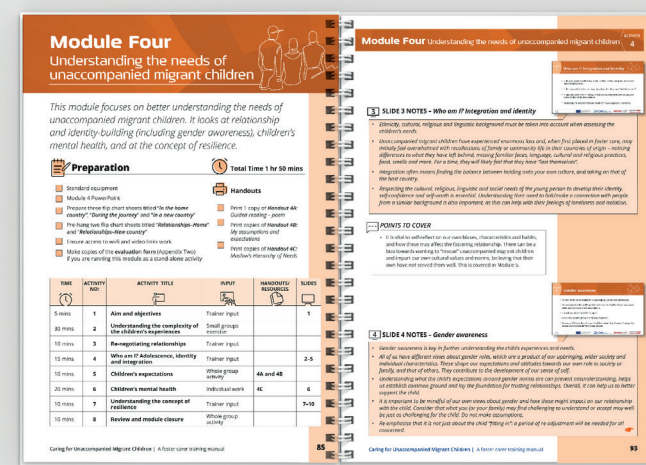 Module Four
Understanding the needs of
unaccompanied migrant children
This module focuses on better understanding the needs of
unaccompanied migrant children. It looks at relationship
and identity-building (including gender awareness), children's
mental health, and at the concept of resilience.
Preparation
Total Time 1 hr 50 mins
Standard equipment
Module 4 PowerPoint
Prepare three flip chart sheets titled "In the home
country", "During the journey" and "In a new country"
Pre-hang two flip chart sheets titled "Relationships–Home"
and "Relationships–New country"
Ensure access to work and video links work
Make copies of the evaluation form (Appendix Two)
if you are running this module as a stand-alone activity
Handouts
Print 1 copy of Handout 4A:
Guided reading – poem
Print copies of Handout 4B:
My assumptions and
expectations
Print copies of Handout 4C:
Maslow's Hierarchy of Needs
TIME ACTIVITY NO: ACTIVITY TITLE INPUT HANDOUTS/ RESOURCES SLIDES
5 mins 1 Aim and objectives Trainer input 1
30 mins 2 Understanding the complexity of the children's experiences Small groups exercise
10 mins 3 Re-negotiating relationships Trainer input
15 mins 4 Who am I? Adolescence, identity and integration Trainer input 2–5
10 mins 5 Children's expectations Whole group activity 4A and 4B
20 mins 6 Children's mental health Individual work 4C 6
10 mins 7 Understanding the concept of resilience Trainer input 7–10
10 mins 8 Review and module closure Whole group activity
Caring for Unaccompanied Migrant Children | A foster carer training manual 85
Module Four Understanding the needs of unaccompanied migrant children
ACTIVITY
4
Who am I? Integration and identity
3 SLIDE 3 NOTES – Who am I? Integration and identity
Ethnicity, cultural, religious and linguistic background must be taken into account when assessing the
children's needs.
Unaccompanied migrant children have experienced enormous loss and, when first placed in foster care, may
initially feel overwhelmed with recollections of family or community life in their countries of origin – noticing
differences to what they have left behind, missing familiar faces, language, cultural and religious practices,
food, smells and more. For a time, they will likely feel that they have "lost themselves".
Integration often means finding the balance between holding onto your own culture, and taking on that of
the host country.
Respecting the cultural, religious, linguistic and social needs of the young person to develop their identity,
self-confidence and self-worth is essential. Understanding their need to find/make a connection with people
from a similar background is also important, as this can help with their feelings of loneliness and isolation.
POINTS TO COVER
It is vital to self-reflect on our own biases, characteristics and habits,
and how these may affect the fostering relationship. There can be a
bias towards wanting to "rescue" unaccompanied migrant children
and impart our own cultural values and norms, believing that their
own have not served them well. This is covered in Module 5.
Gender awareness
4 SLIDE 4 NOTES – Gender awareness
Gender awareness is key in further understanding the child's experiences and needs.
All of us have different views about gender roles, which are a product of our upbringing, wider society and
individual characteristics. These shape our expectations and attitudes towards our own role in society or
family, and that of others. They contribute to the development of our sense of self.
Understanding what the child's expectations around gender norms are can prevent misunderstanding, helps
us establish common ground and lay the foundation for trusting relationships. Overall, it can help us to better
support the child.
It is important to be mindful of our own views about gender and how these might impact on our relationship
with the child. Consider that what you (or your family) may find challenging to understand or accept may well
be just as challenging for the child. Do not make assumptions.
Re-emphasise that it is not just about the child "fitting in": a period of re-adjustment will be needed for all
concerned.
Caring for Unaccompanied Migrant Children | A foster carer training manual 93